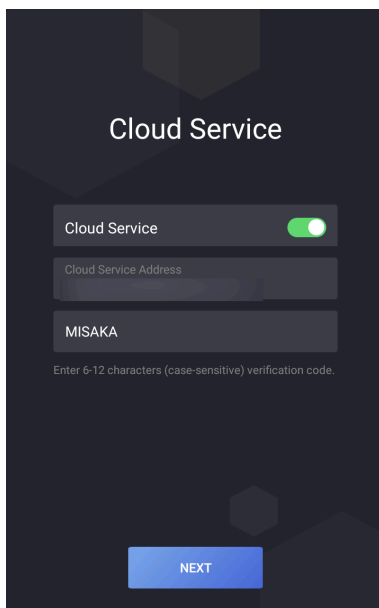 Cloud Service
Cloud Service
Cloud Service Address
MISAKA
Enter 6-12 characters (case-sensitive) verification code.
NEXT